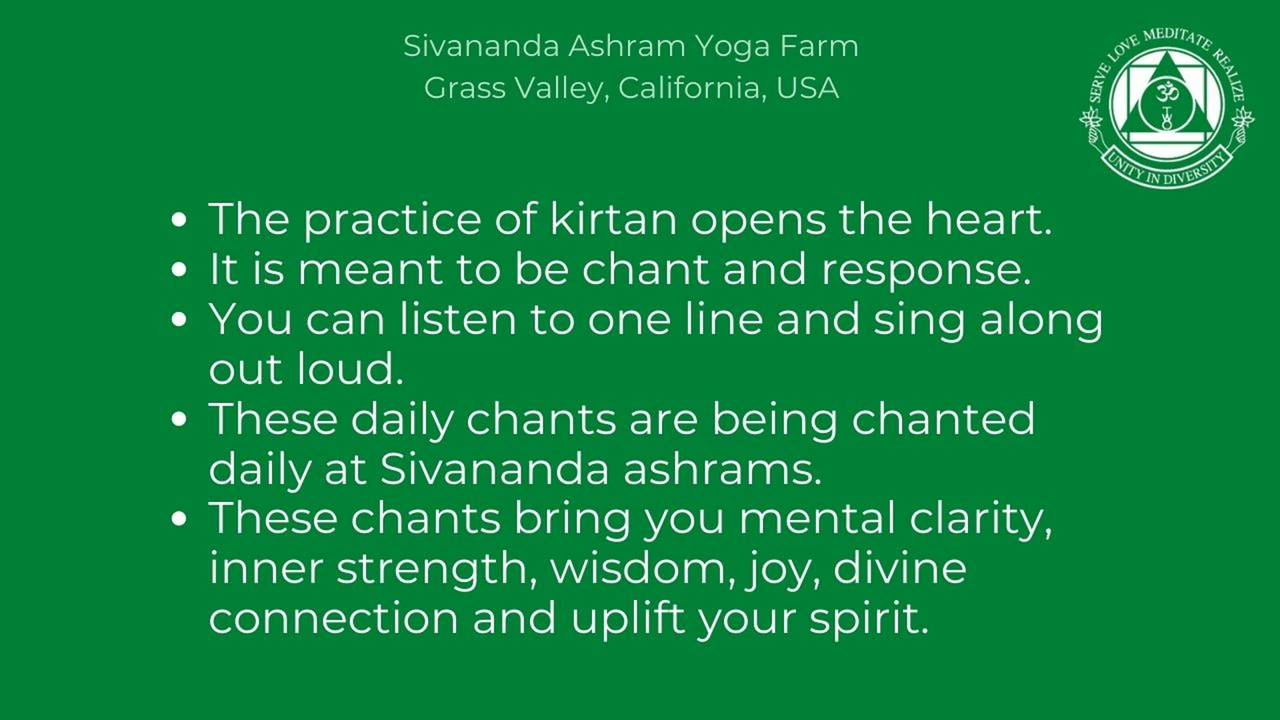 Sivananda Ashram Yoga Farm
Grass Valley, California, USA
SERVE LOVE MEDITATE REALIZE
ॐ
UNITY IN DIVERSITY
• The practice of kirtan opens the heart.
• It is meant to be chant and response.
• You can listen to one line and sing along
out loud.
• These daily chants are being chanted
daily at Sivananda ashrams.
• These chants bring you mental clarity,
inner strength, wisdom, joy, divine
connection and uplift your spirit.